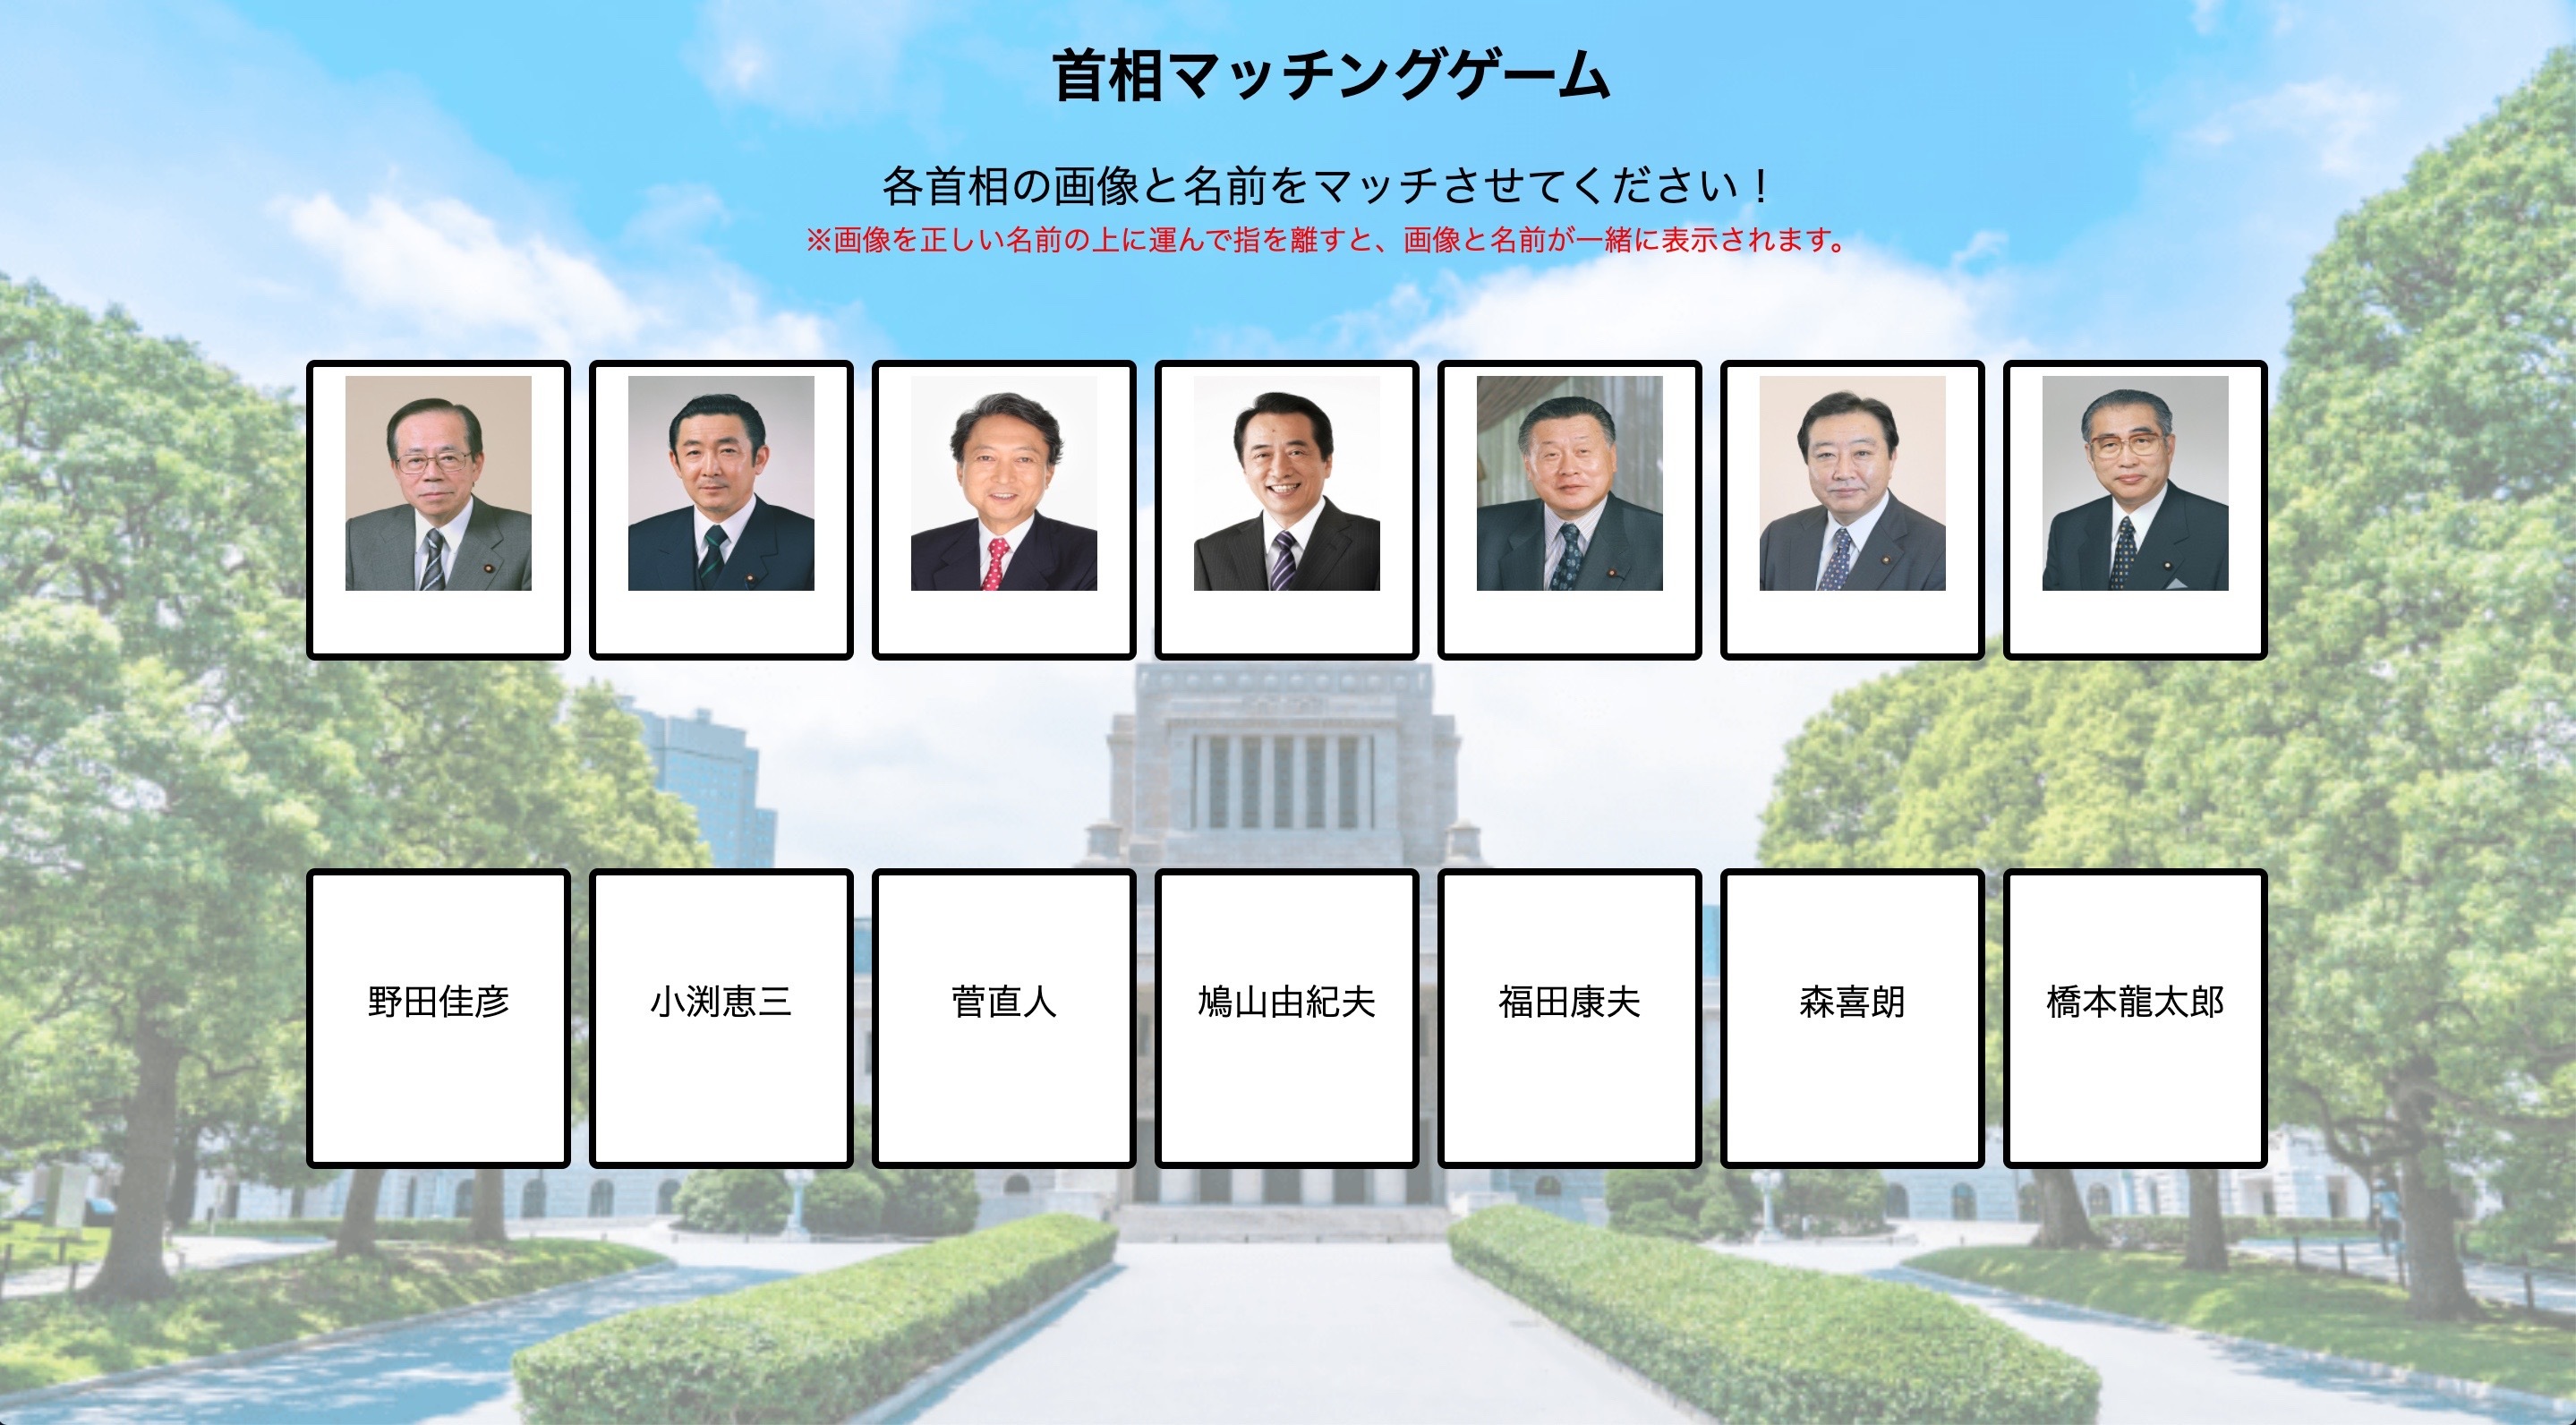 首相マッチングゲーム
各首相の画像と名前をマッチさせてください！
※画像を正しい名前の上に運んで指を離すと、画像と名前が一緒に表示されます。
野田佳彦
小渕恵三
菅直人
鳩山由紀夫
福田康夫
森喜朗
橋本龍太郎